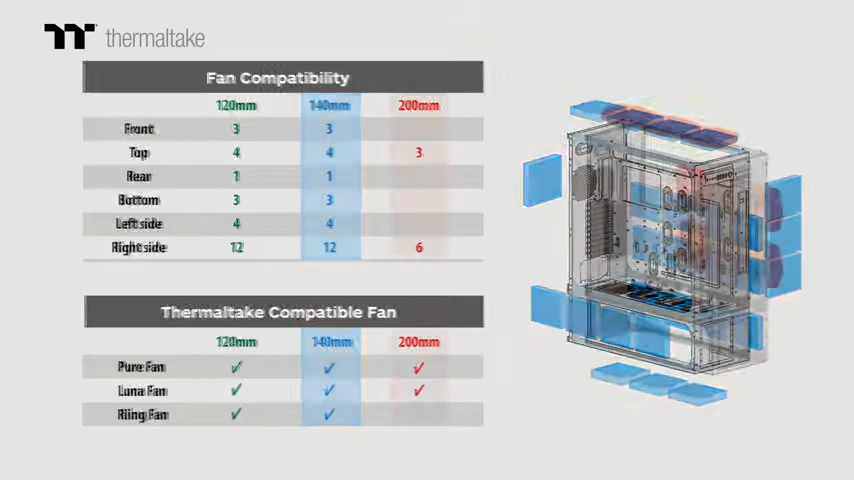 thermaltake
Fan Compatibility
120mm 140mm 200mm
Front 3 3
Top 4 4 3
Rear 1 1
Bottom 3 3
Left side 4 4
Right side 12 12 6
Thermaltake Compatible Fan
120mm 140mm 200mm
Pure Fan ✓ ✓ ✓
Luna Fan ✓ ✓ ✓
Riing Fan ✓ ✓